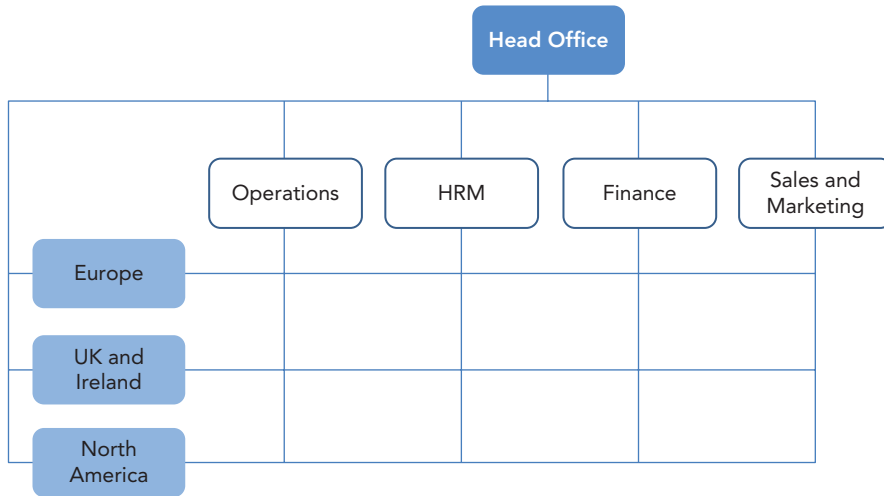 Head Office
Operations
HRM
Finance
Sales and
Marketing
Europe
UK and
Ireland
North
America